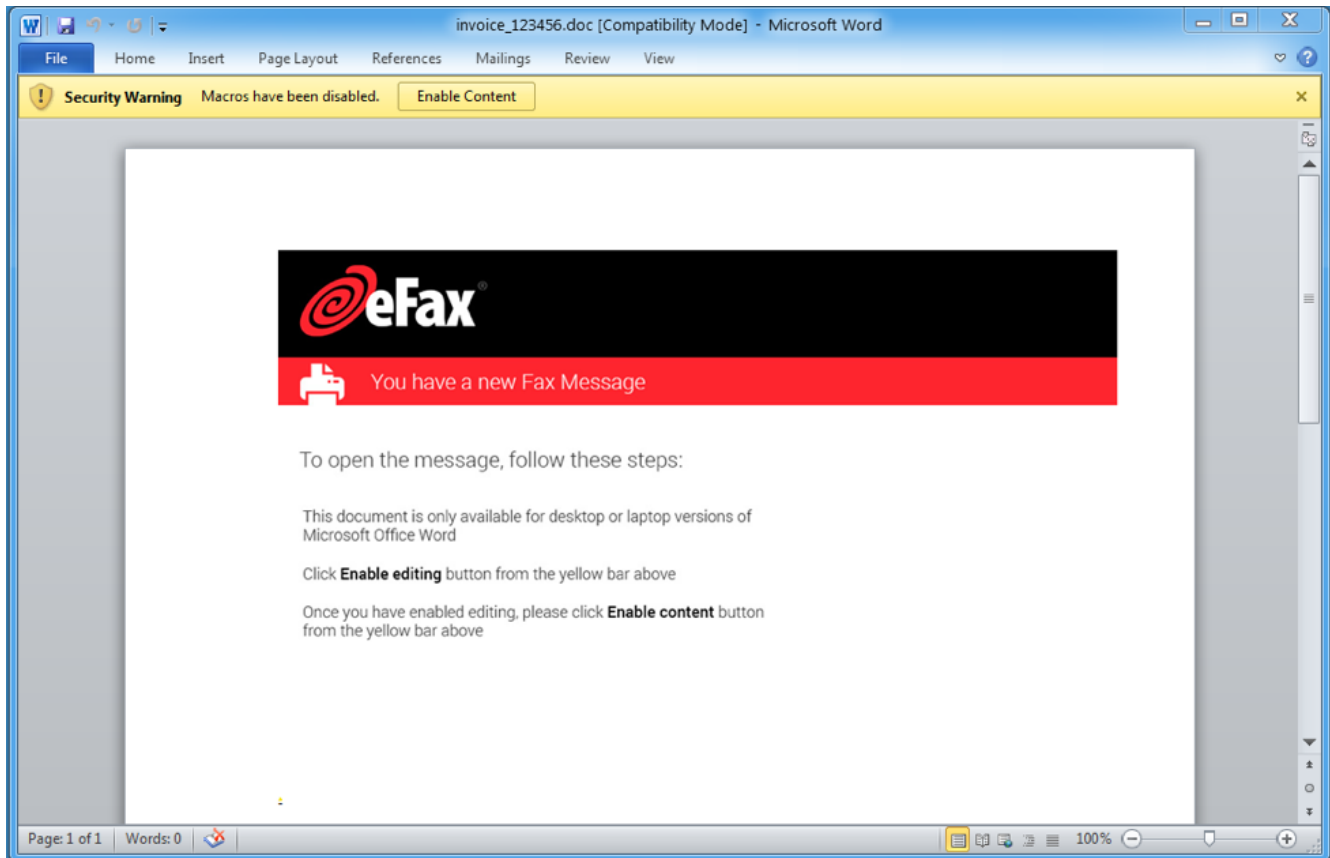 invoice_123456.doc [Compatibility Mode] - Microsoft Word
File Home Insert Page Layout References Mailings Review View
Security Warning Macros have been disabled. Enable Content
eFax®
You have a new Fax Message
To open the message, follow these steps:
This document is only available for desktop or laptop versions of
Microsoft Office Word
Click Enable editing button from the yellow bar above
Once you have enabled editing, please click Enable content button
from the yellow bar above
Page: 1 of 1 Words: 0 100%